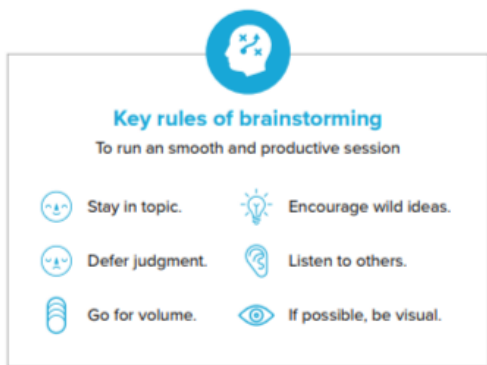 Key rules of brainstorming
To run an smooth and productive session
Stay in topic.
Encourage wild ideas.
Defer judgment.
Listen to others.
Go for volume.
If possible, be visual.